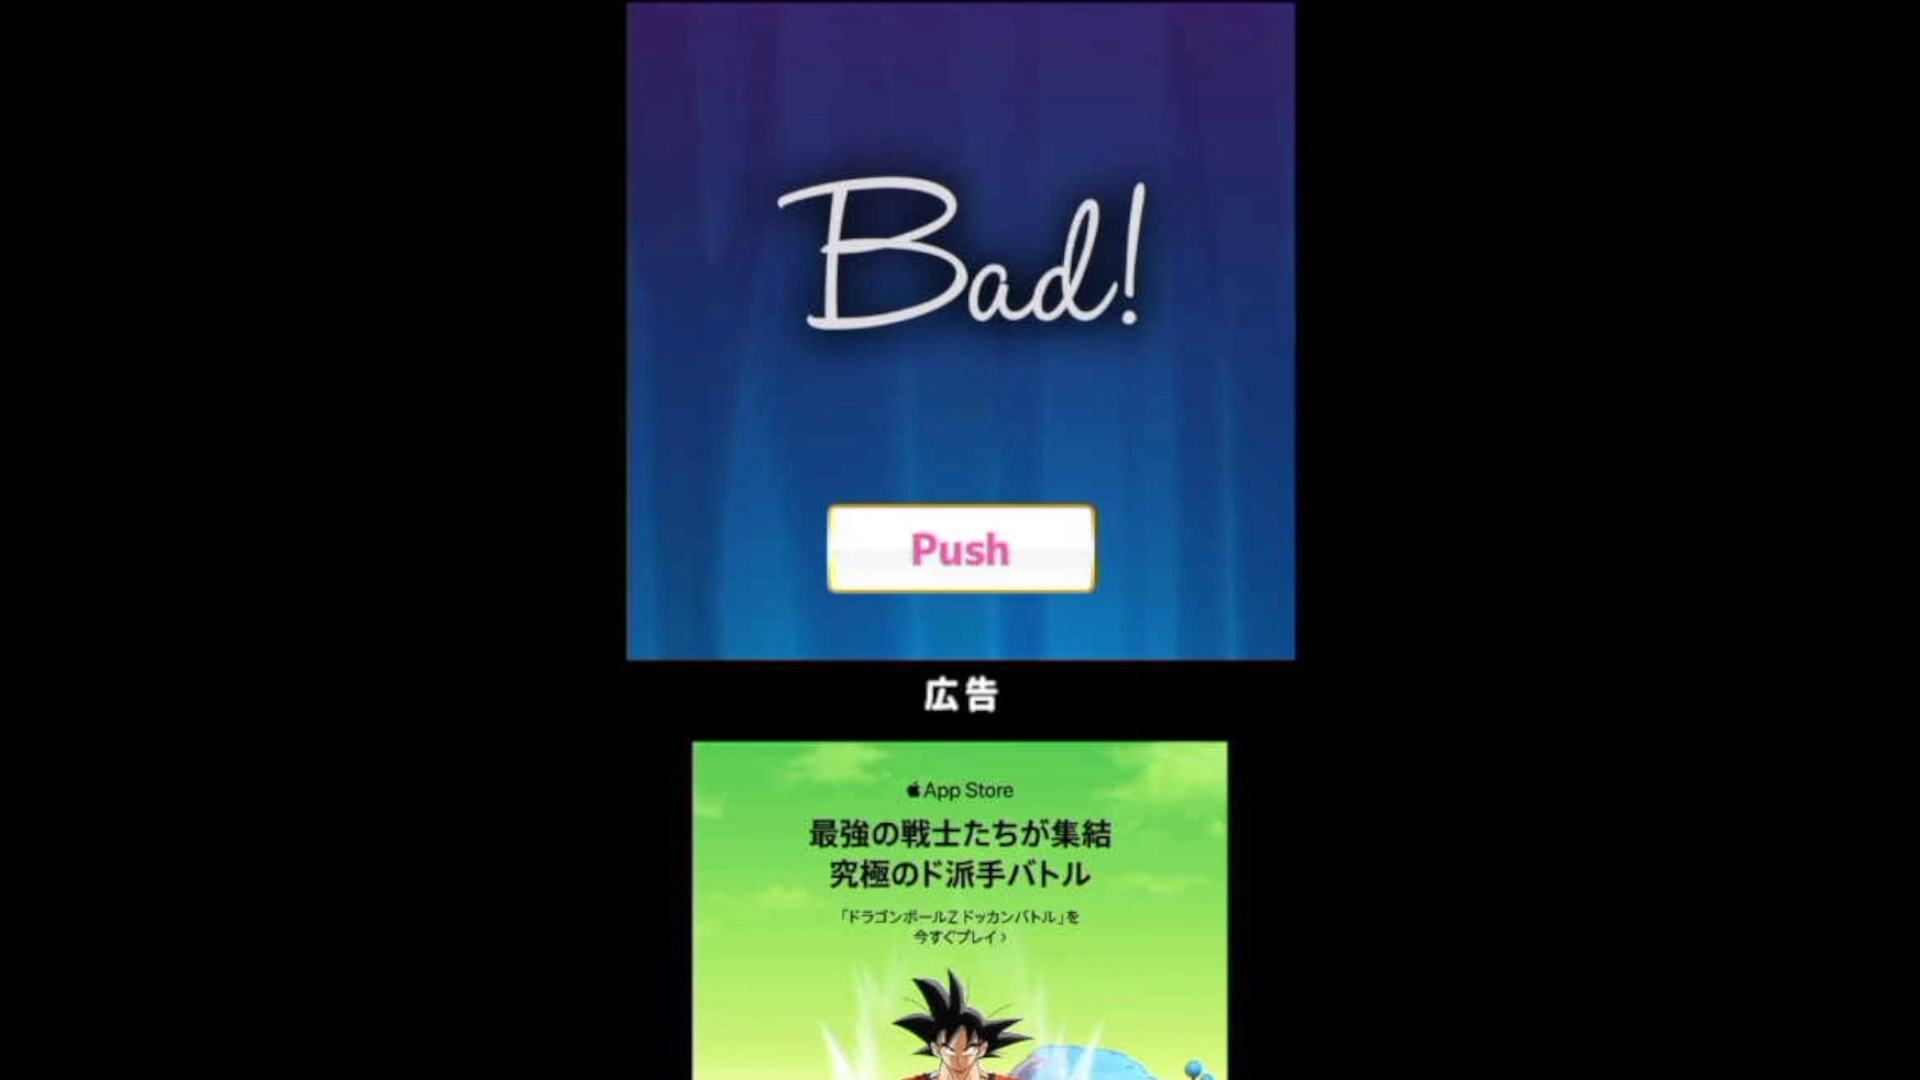 Bad!
Push
広告
App Store
最強の戦士たちが集結
究極のド派手バトル
「ドラゴンボールZ ドッカンバトル」を
今すぐプレイ ›